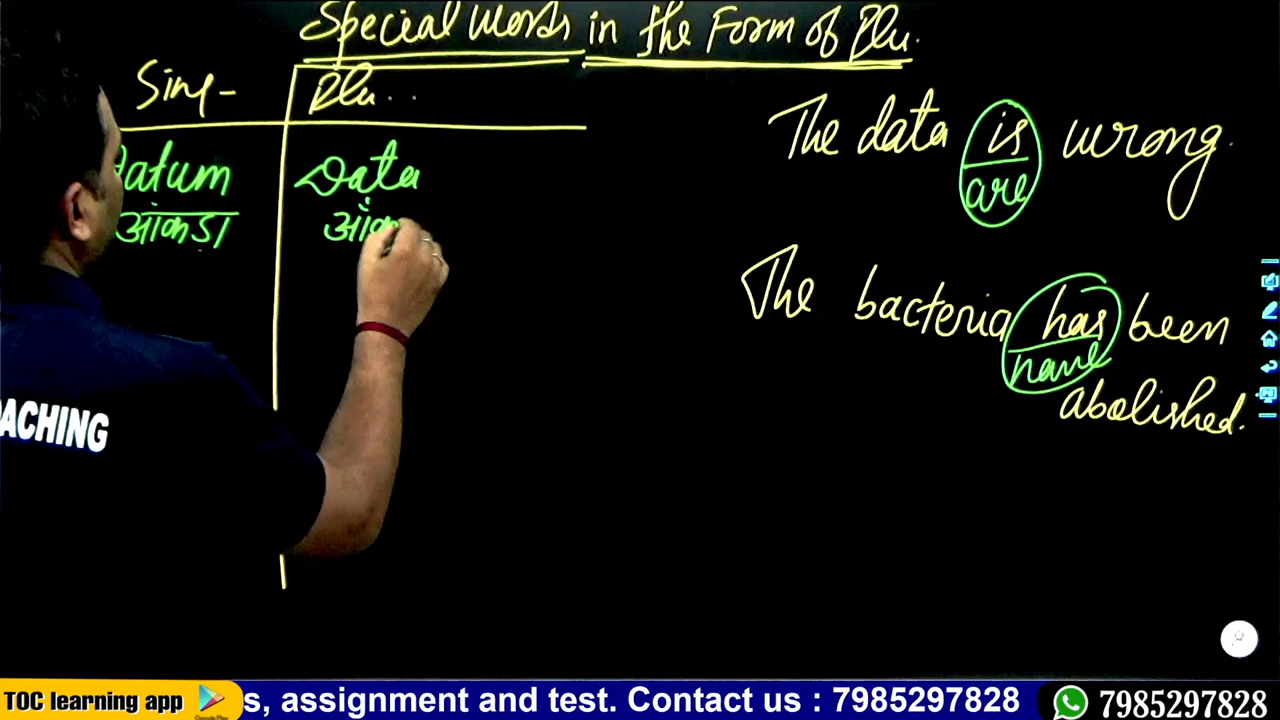 Special Words in the Form of Plu.
Sing- Plu..
Datum Data
आंकडा आंक
The data is wrong.
are
The bacteria has been
have
abolished.
ACHING
TOC learning app
s, assignment and test. Contact us : 7985297828
7985297828